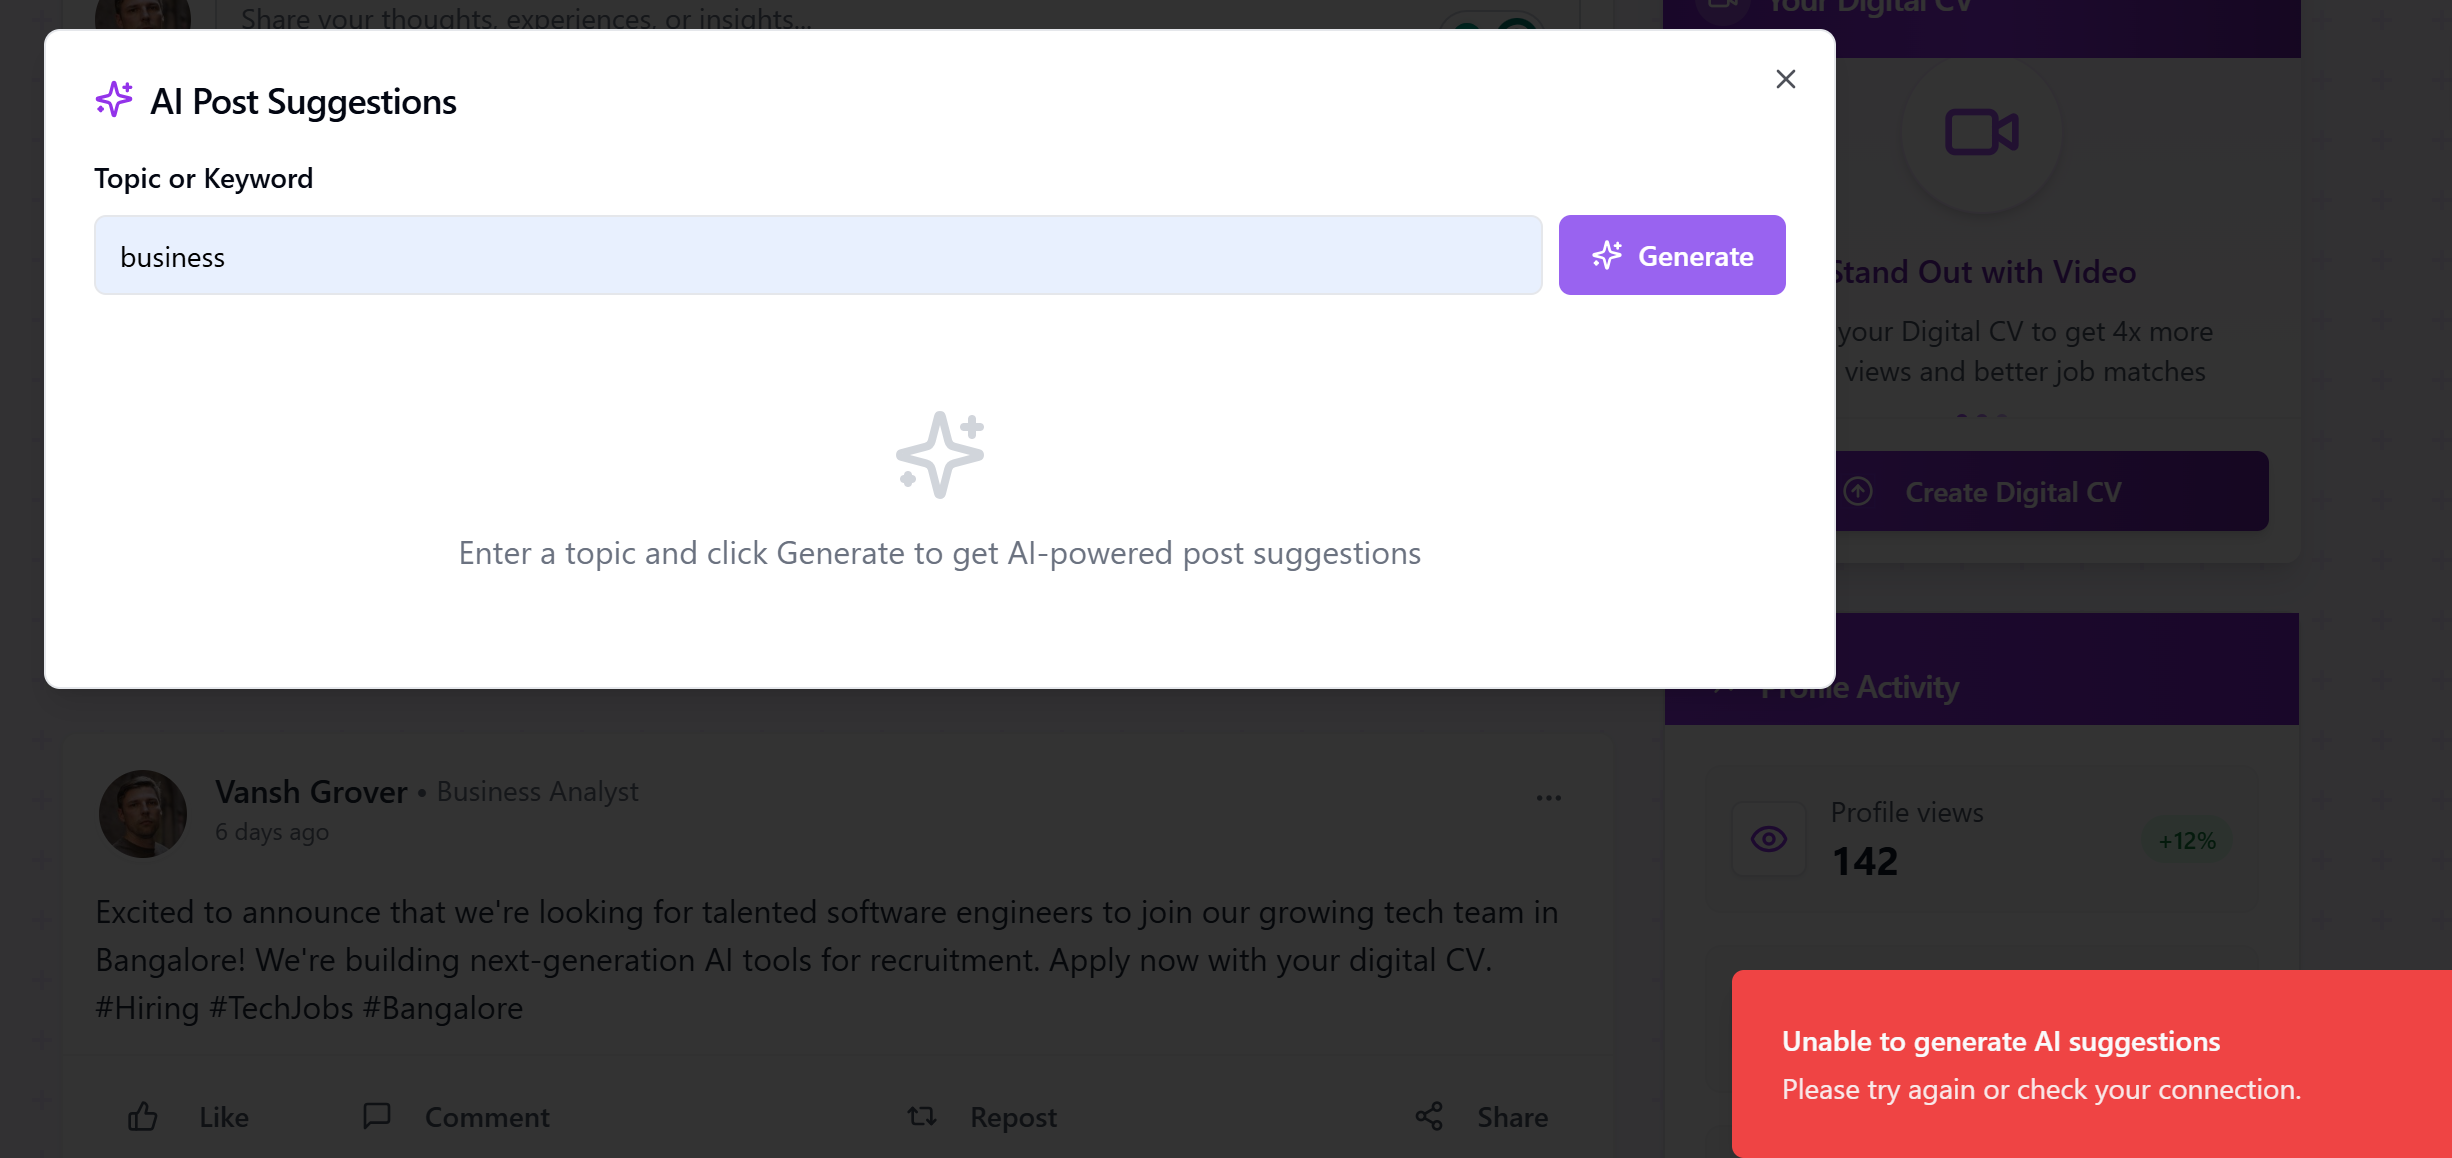 Share your thoughts, experiences, or insights...
Your Digital CV
AI Post Suggestions
Topic or Keyword
business
Generate
Enter a topic and click Generate to get AI-powered post suggestions
Stand Out with Video
your Digital CV to get 4x more
views and better job matches
Create Digital CV
Profile Activity
Profile views
142
+12%
Vansh Grover • Business Analyst
6 days ago
Excited to announce that we're looking for talented software engineers to join our growing tech team in
Bangalore! We're building next-generation AI tools for recruitment. Apply now with your digital CV.
#Hiring #TechJobs #Bangalore
Like
Comment
Repost
Share
Unable to generate AI suggestions
Please try again or check your connection.